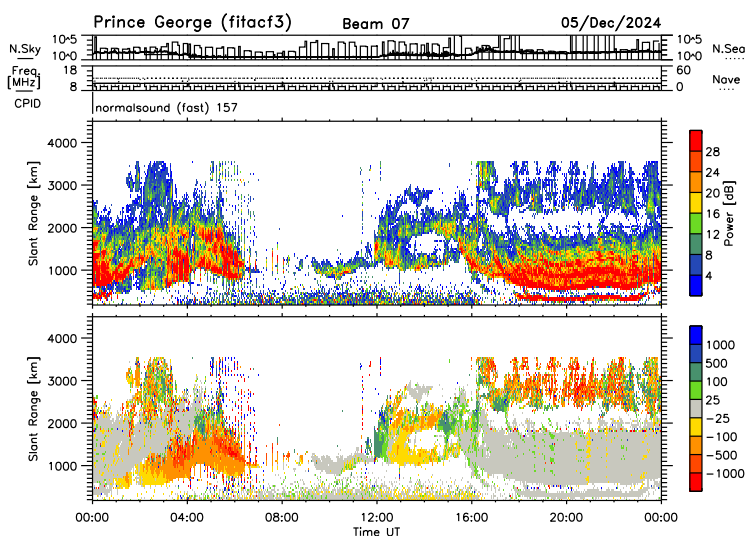 Prince George (fitacf3) Beam 07 05/Dec/2024
10^5 10^5
N.Sky N.Sea
10^0 10^0
Freq. 18 60
[MHz] Nave
8 0
CPID normalsound (fast) 157
4000
3000
2000
1000
Slant Range [km]
28
24
20
16
12
8
4
Power [dB]
4000
3000
2000
1000
Slant Range [km]
1000
500
100
25
-25
-100
-500
-1000
00:00 04:00 08:00 12:00 16:00 20:00 00:00
Time UT